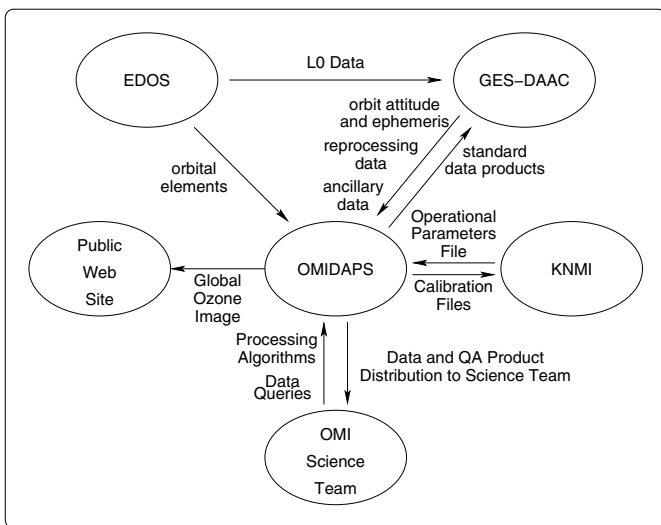 L0 Data
EDOS
GES–DAAC
orbit attitude
and ephemeris
reprocessing
data
ancillary
data
standard
data products
orbital
elements
Operational
Parameters
File
Public
Web
Site
OMIDAPS
KNMI
Global
Ozone
Image
Calibration
Files
Processing
Algorithms
Data
Queries
Data and QA Product
Distribution to Science Team
OMI
Science
Team